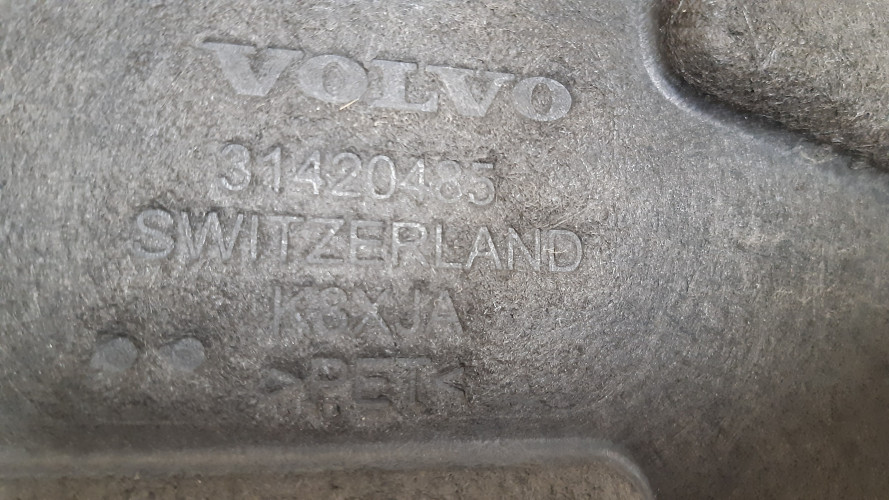 VOLVO
31420485
SWITZERLAND
K8XJA
>PET<